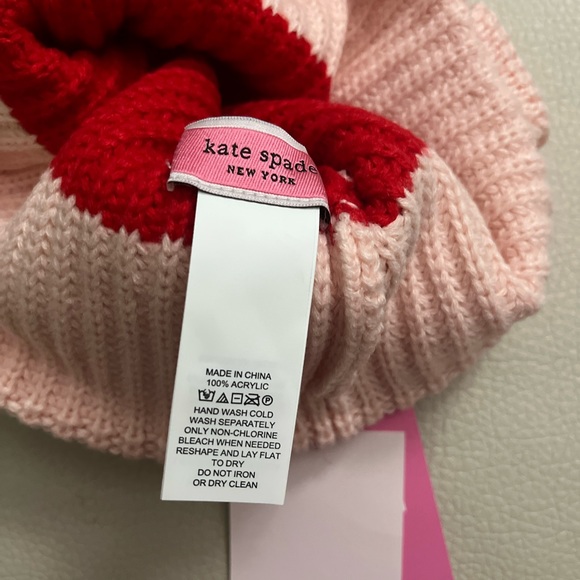 kate spade
NEW YORK
MADE IN CHINA
100% ACRYLIC
HAND WASH COLD
WASH SEPARATELY
ONLY NON-CHLORINE
BLEACH WHEN NEEDED
RESHAPE AND LAY FLAT
TO DRY
DO NOT IRON
OR DRY CLEAN